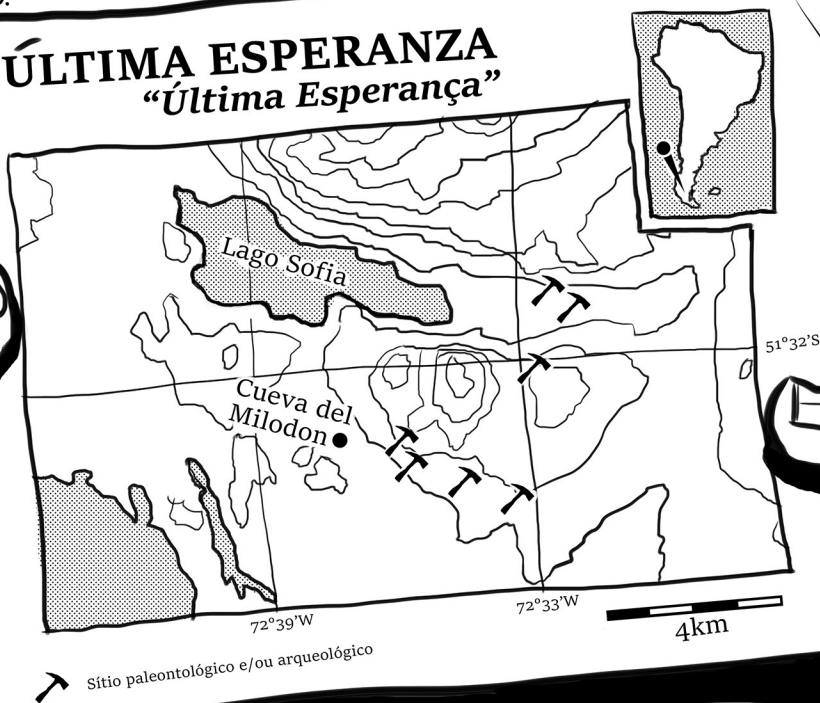 ÚLTIMA ESPERANZA
“Última Esperança”
Lago Sofia
51°32’S
Cueva del
Milodon
72°39’W
72°33’W
4km
Sítio paleontológico e/ou arqueológico